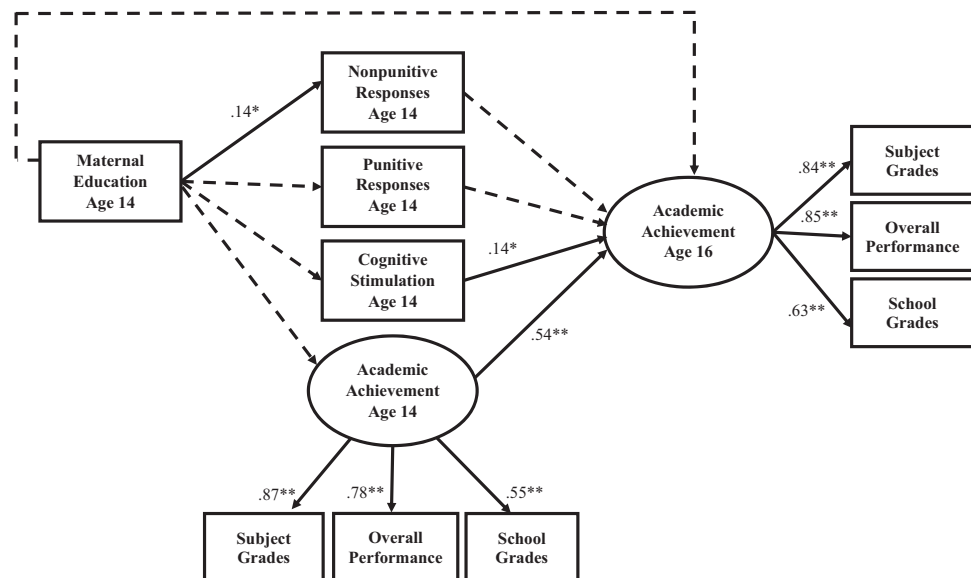 Nonpunitive
Responses
Age 14
.14*
Maternal
Education
Age 14
Punitive
Responses
Age 14
Cognitive
Stimulation
Age 14
.14*
Academic
Achievement
Age 16
.84**
.85**
.63**
Subject
Grades
Overall
Performance
School
Grades
.54**
Academic
Achievement
Age 14
.87**
.78**
.55**
Subject
Grades
Overall
Performance
School
Grades